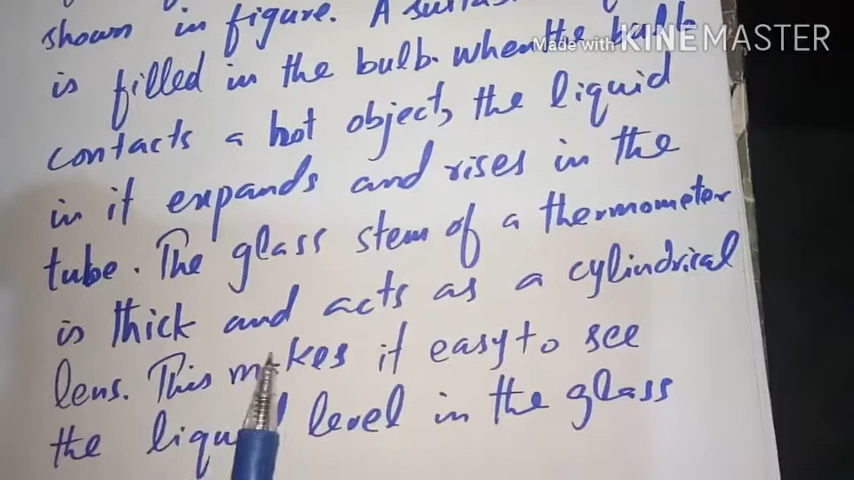 shown in figure. A
is filled in the bulb. when the bulb
contacts a hot object, the liquid
in it expands and rises in the
tube. The glass stem of a thermometer
is thick and acts as a cylindrical
lens. This makes it easy to see
the liquid level in the glass
Made with KINEMASTER